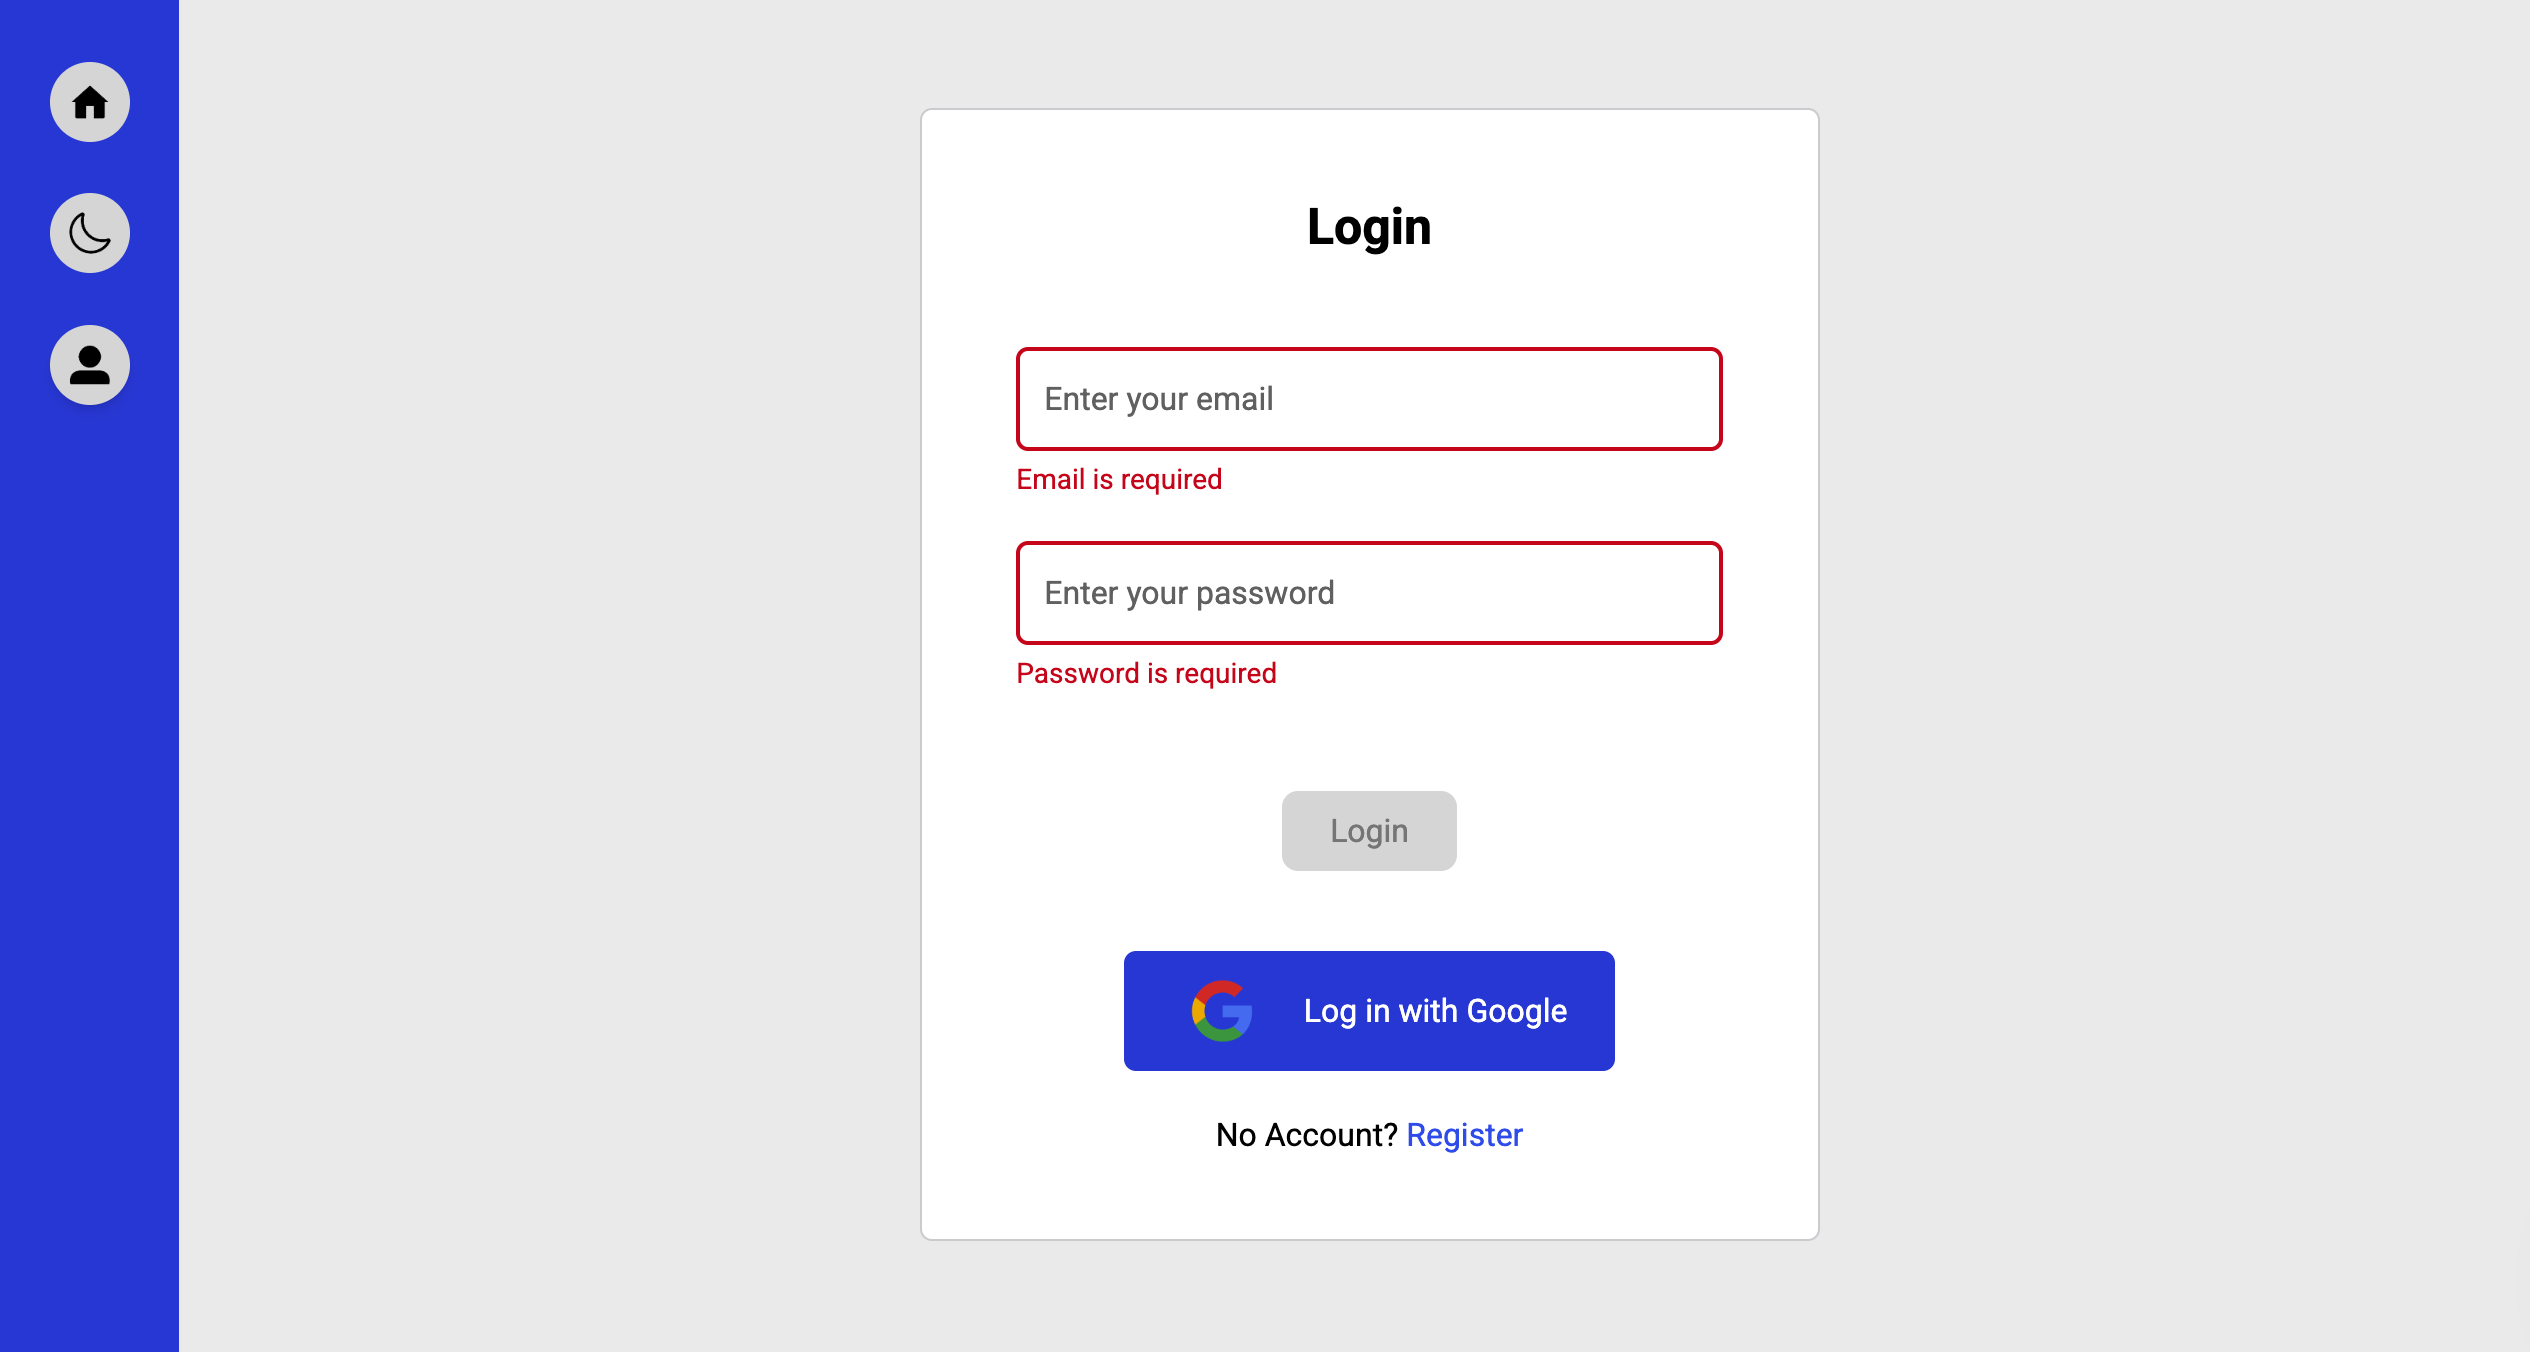 Login
Enter your email
Email is required
Enter your password
Password is required
Login
Log in with Google
No Account? Register